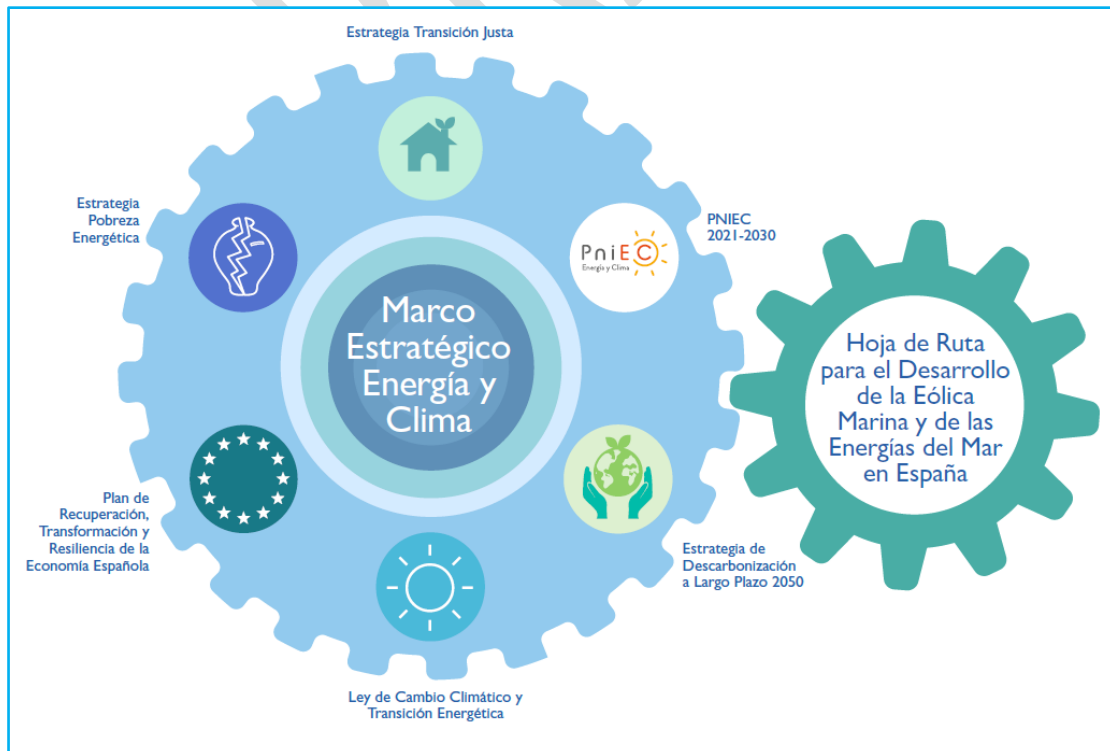 Estrategia Transición Justa
Estrategia
Pobreza
Energética
PNIEC
2021-2030
PniEC
Energía y Clima
Marco
Estratégico
Energía y
Clima
Hoja de Ruta
para el Desarrollo
de la Eólica
Marina y de las
Energías del Mar
en España
Plan de
Recuperación,
Transformación y
Resiliencia de la
Economía Española
Estrategia de
Descarbonización
a Largo Plazo 2050
Ley de Cambio Climático y
Transición Energética